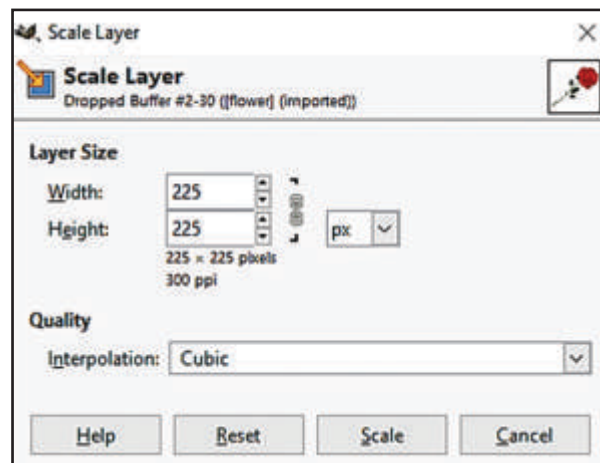 Scale Layer
Scale Layer
Dropped Buffer #2-30 ([flower] (imported))
Layer Size
Width: 225
Height: 225 px
225 × 225 pixels
300 ppi
Quality
Interpolation: Cubic
Help Reset Scale Cancel